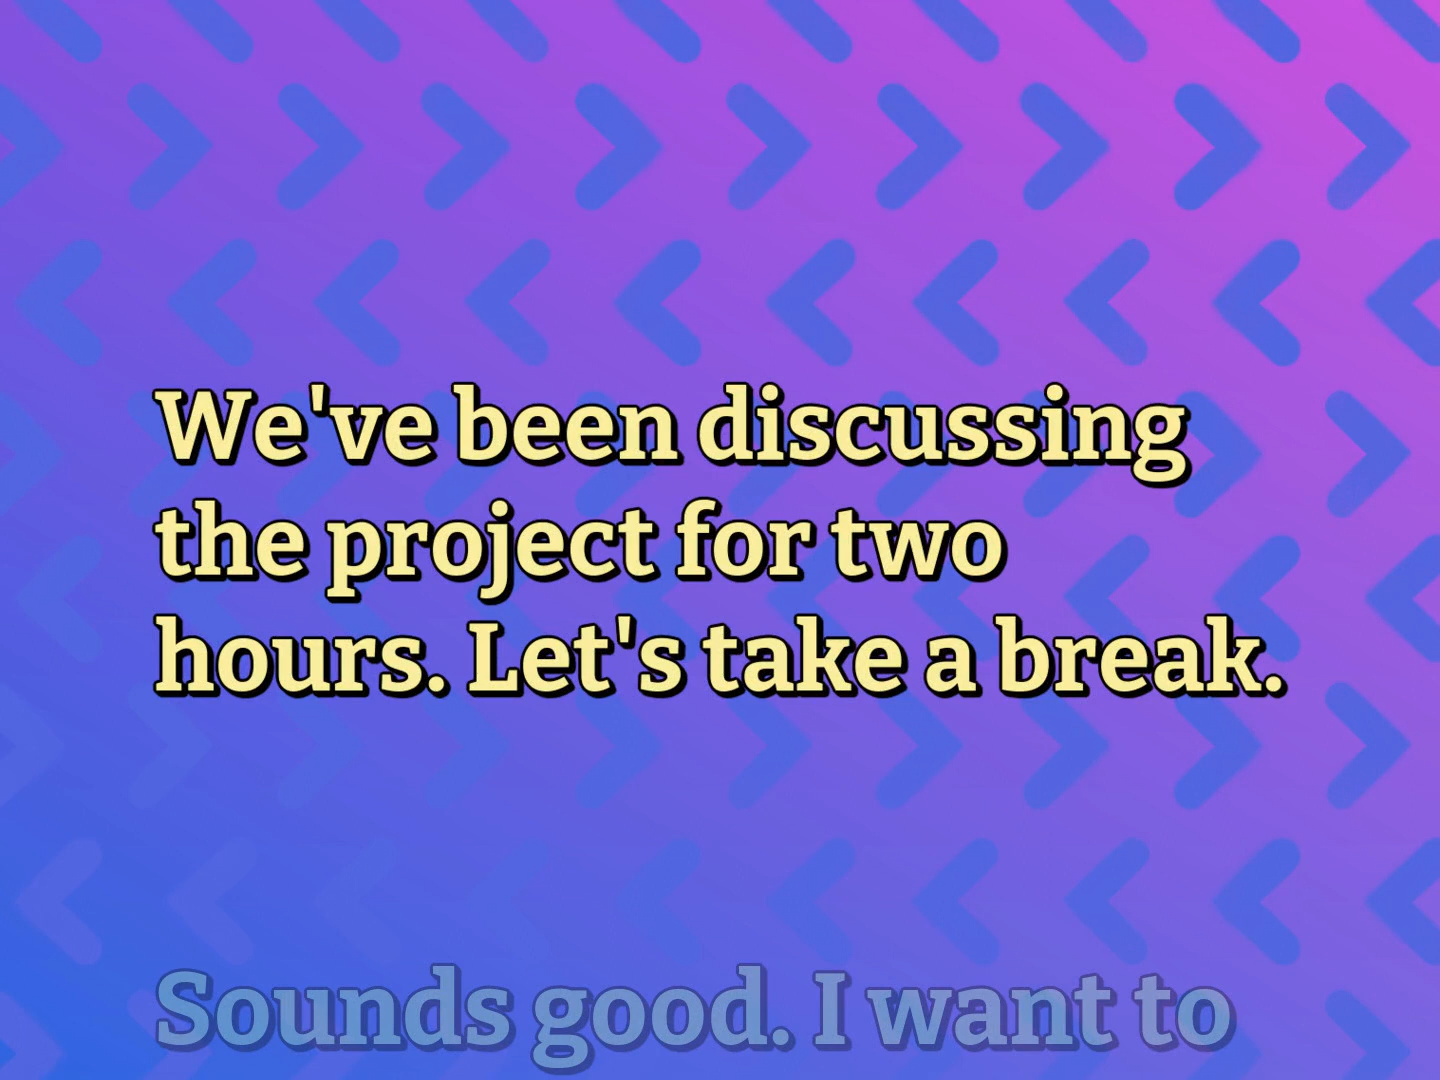 We've been discussing
the project for two
hours. Let's take a break.
Sounds good. I want to